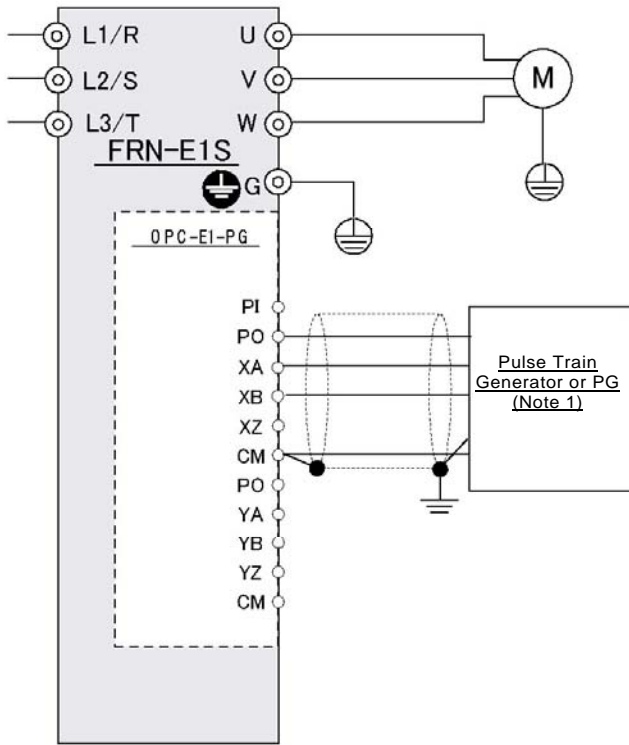 L1/R
U
L2/S
V
M
L3/T
W
FRN-E1S
G
OPC-E1-PG
PI
PO
XA
XB
XZ
CM
PO
YA
YB
YZ
CM
Pulse Train
Generator or PG
(Note 1)